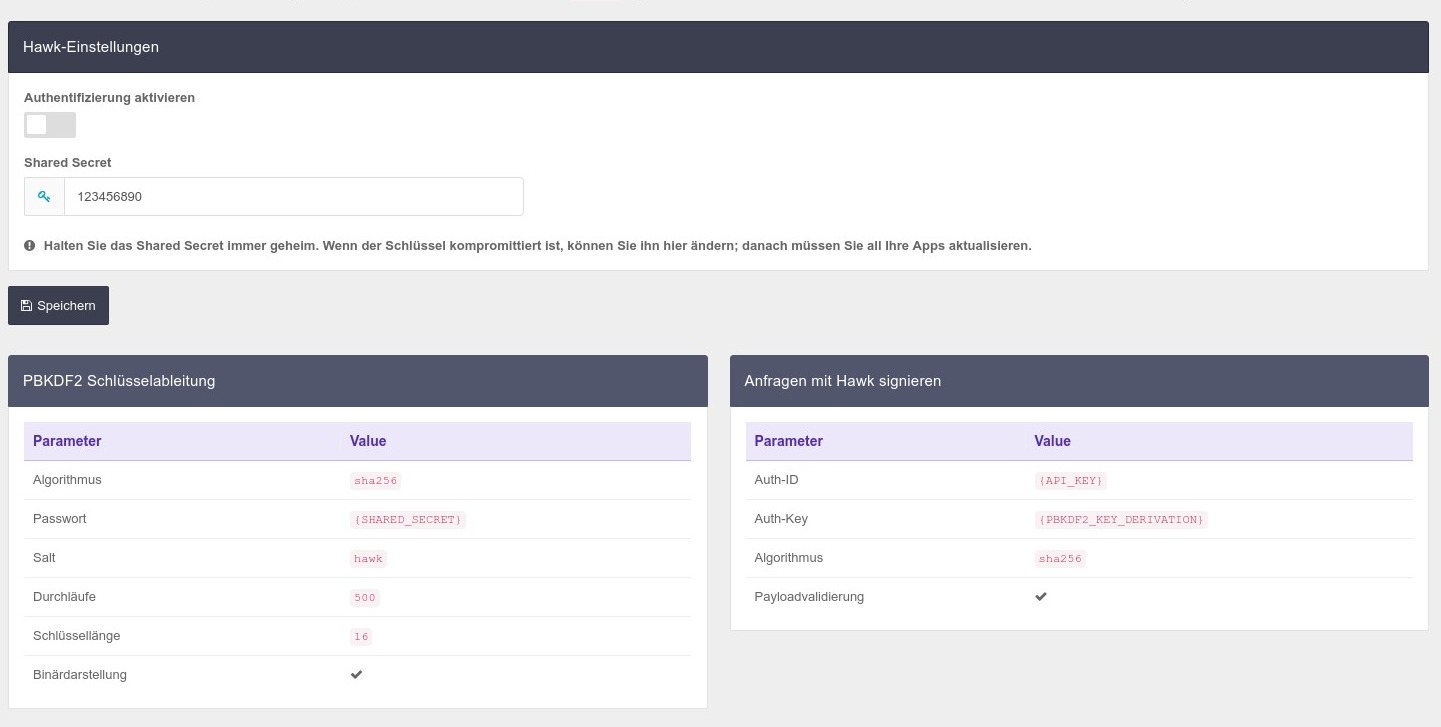 Hawk-Einstellungen
Authentifizierung aktivieren
Shared Secret
123456890
Halten Sie das Shared Secret immer geheim. Wenn der Schlüssel kompromittiert ist, können Sie ihn hier ändern; danach müssen Sie all Ihre Apps aktualisieren.
Speichern
PBKDF2 Schlüsselableitung
Parameter Value
Algorithmus sha256
Passwort {SHARED_SECRET}
Salt hawk
Durchläufe 500
Schlüssellänge 16
Binärdarstellung
Anfragen mit Hawk signieren
Parameter Value
Auth-ID {API_KEY}
Auth-Key {PBKDF2_KEY_DERIVATION}
Algorithmus sha256
Payloadvalidierung